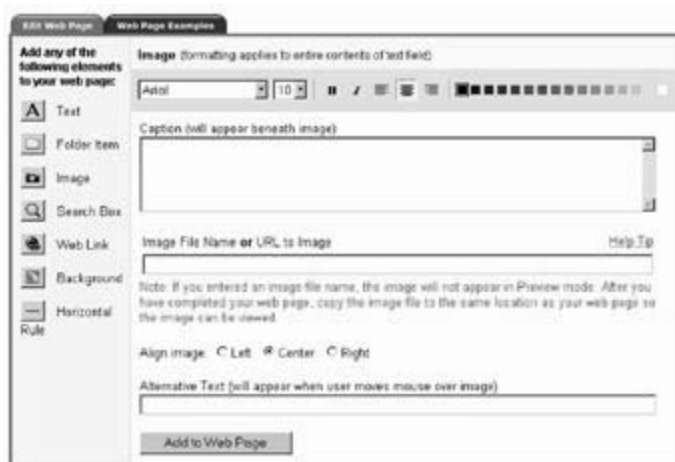 Edit Web Page
Web Page Examples
Add any of the
following elements
to your web page:
Text
Folder Item
Image
Search Box
Web Link
Background
Horizontal
Rule
Image (formatting applies to entire contents of text field)
Arial
10
B
I
Caption (will appear beneath image)
Image File Name or URL to Image
Help Tip
Note: If you entered an image file name, the image will not appear in Preview mode. After you
have completed your web page, copy the image file to the same location as your web page so
the image can be viewed.
Align image: Left Center Right
Alternative Text (will appear when user moves mouse over image)
Add to Web Page